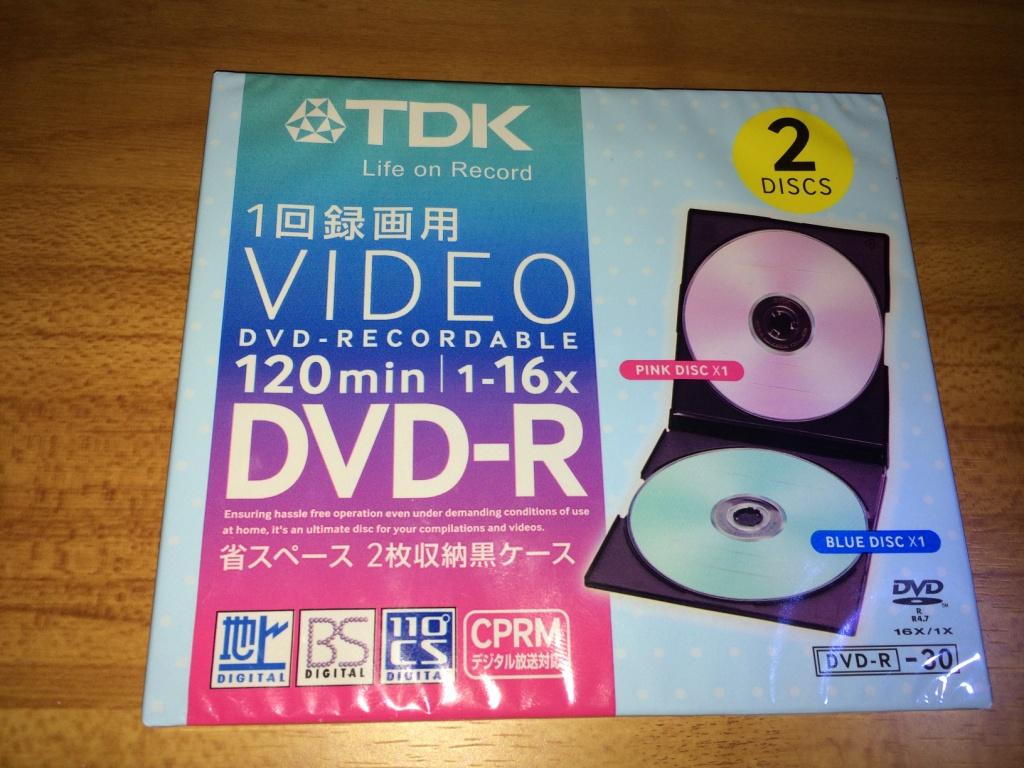 TDK
Life on Record
1回録画用
VIDEO
DVD-RECORDABLE
120min | 1-16x
DVD-R
Ensuring hassle free operation even under demanding conditions of use
at home, it's an ultimate disc for your compilations and videos.
省スペース 2枚収納黒ケース
地上
DIGITAL
BS
DIGITAL
110°
CS
DIGITAL
CPRM
デジタル放送対応
2
DISCS
PINK DISC X1
BLUE DISC X1
DVD
R
R4.7
16X/1X
DVD-R -30